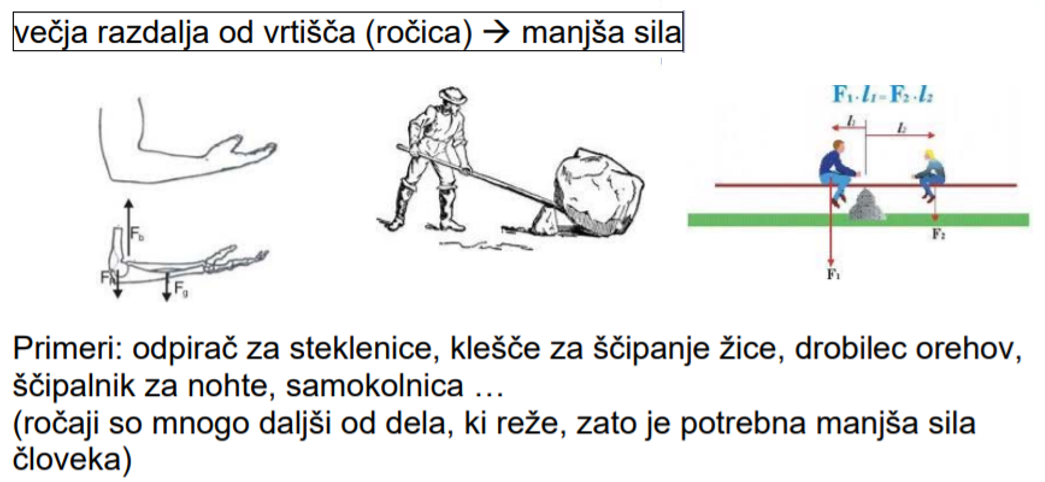 večja razdalja od vrtišča (ročica) → manjša sila
F₁·l₁=F₂·l₂
l₁
l₂
F₁
F₂
Fb
Fg
Primeri: odpirač za steklenice, klešče za ščipanje žice, drobilec orehov,
ščipalnik za nohte, samokolnica …
(ročaji so mnogo daljši od dela, ki reže, zato je potrebna manjša sila
človeka)